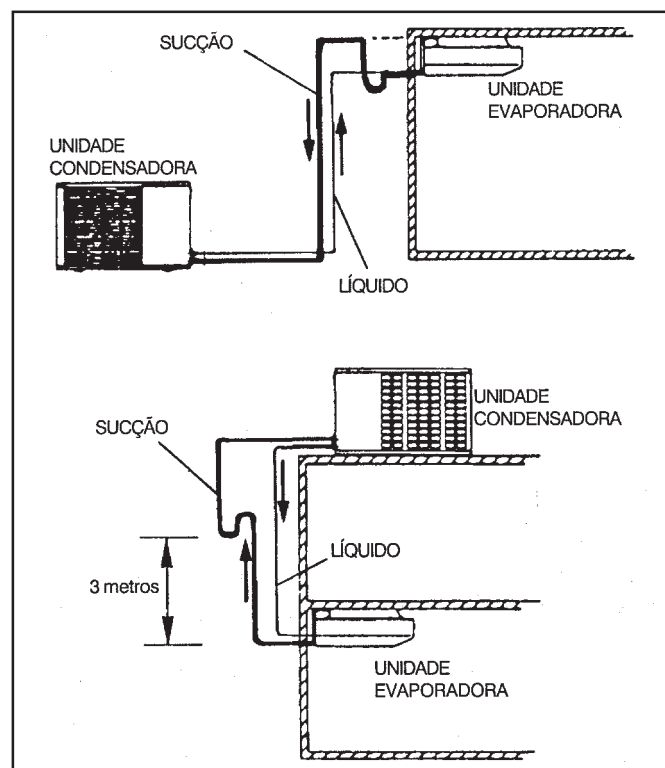 SUCÇÃO
UNIDADE
EVAPORADORA
UNIDADE
CONDENSADORA
LÍQUIDO
UNIDADE
CONDENSADORA
SUCÇÃO
LÍQUIDO
3 metros
UNIDADE
EVAPORADORA